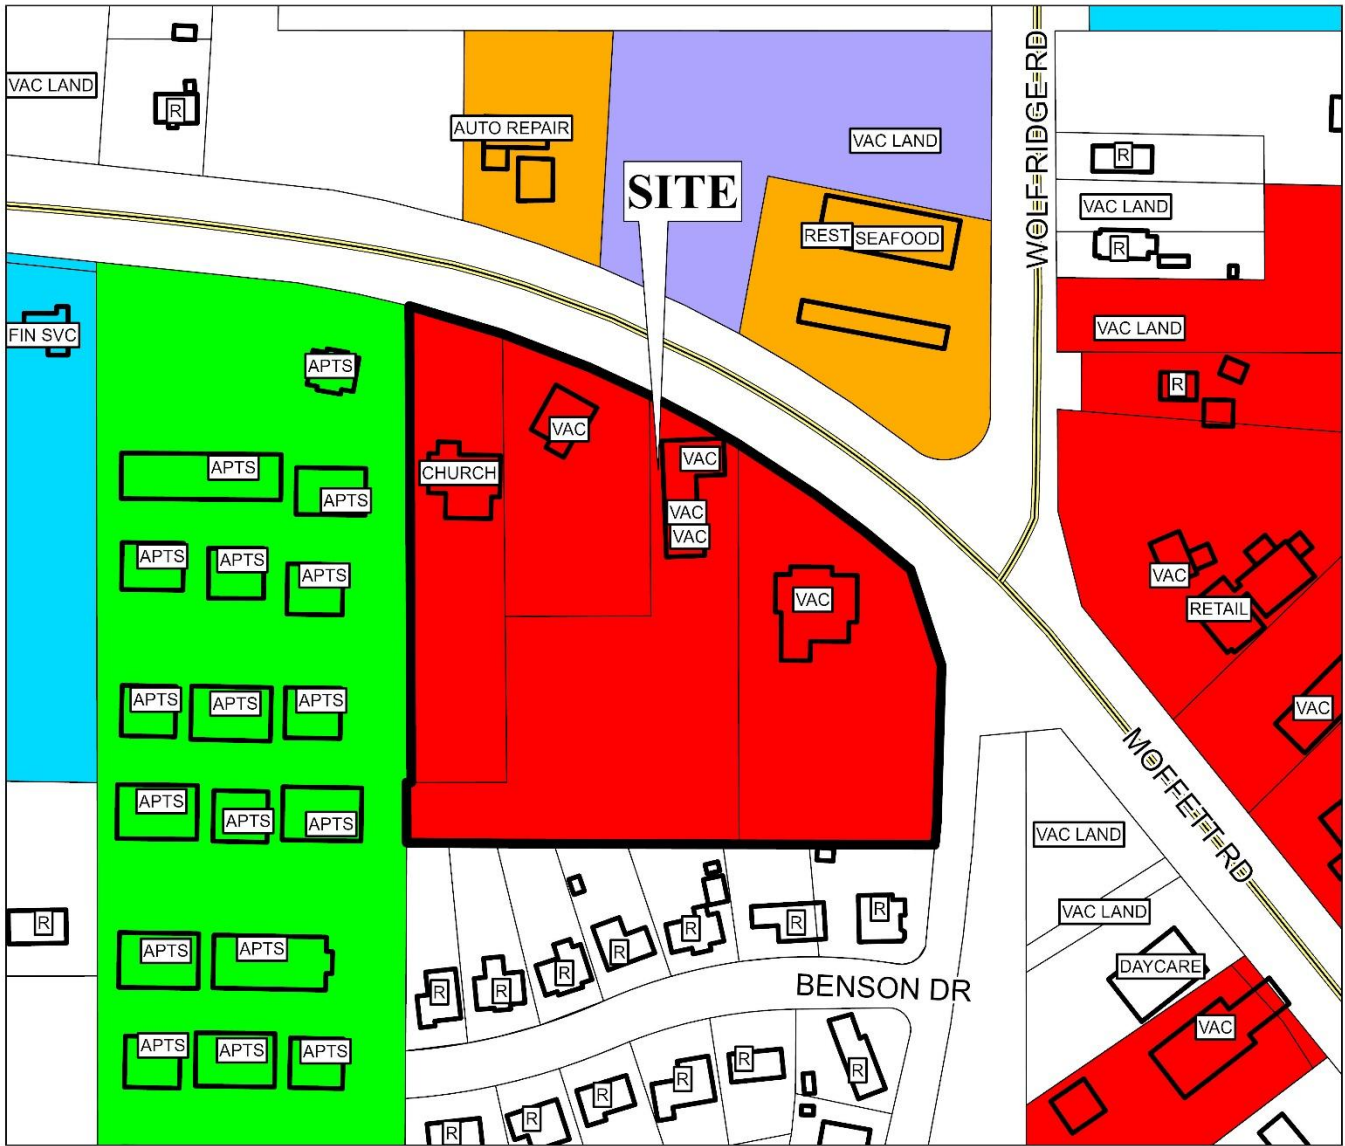 VAC LAND
R
AUTO REPAIR
VAC LAND
WOLF RIDGE RD
R
SITE
VAC LAND
REST
SEAFOOD
R
FIN SVC
VAC LAND
APTS
R
VAC
CHURCH
VAC
APTS
APTS
VAC
VAC
APTS
APTS
APTS
VAC
VAC
RETAIL
APTS
APTS
APTS
VAC
MOFFETT RD
APTS
APTS
APTS
VAC LAND
R
R
R
R
R
R
VAC LAND
APTS
APTS
R
R
R
DAYCARE
BENSON DR
VAC
APTS
APTS
APTS
R
R
R
R
R
R